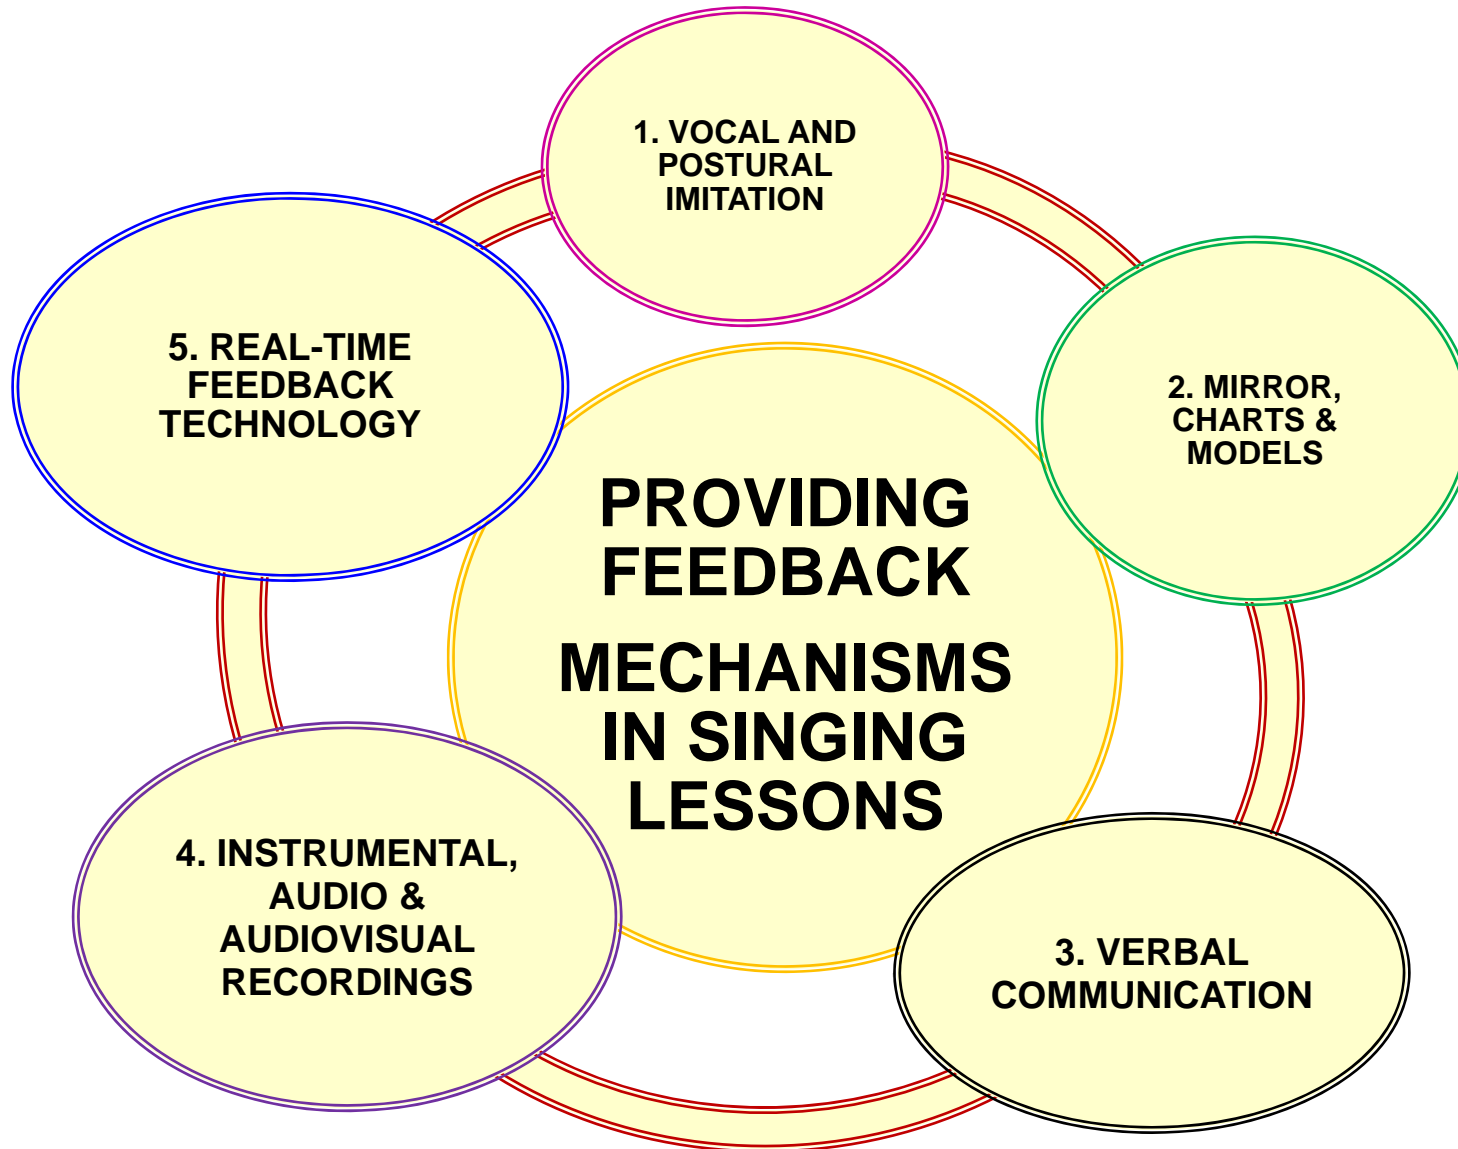 1. VOCAL AND
POSTURAL
IMITATION
2. MIRROR,
CHARTS &
MODELS
3. VERBAL
COMMUNICATION
4. INSTRUMENTAL,
AUDIO &
AUDIOVISUAL
RECORDINGS
5. REAL-TIME
FEEDBACK
TECHNOLOGY
PROVIDING
FEEDBACK
MECHANISMS
IN SINGING
LESSONS